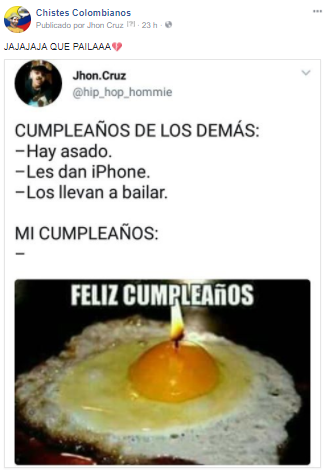 Chistes Colombianos
Publicado por Jhon Cruz [?] · 23 h ·
JAJAJAJA QUE PAILAAA💔
Jhon.Cruz
@hip_hop_hommie
CUMPLEAÑOS DE LOS DEMÁS:
–Hay asado.
–Les dan iPhone.
–Los llevan a bailar.
MI CUMPLEAÑOS:
–
FELIZ CUMPLEAÑOS